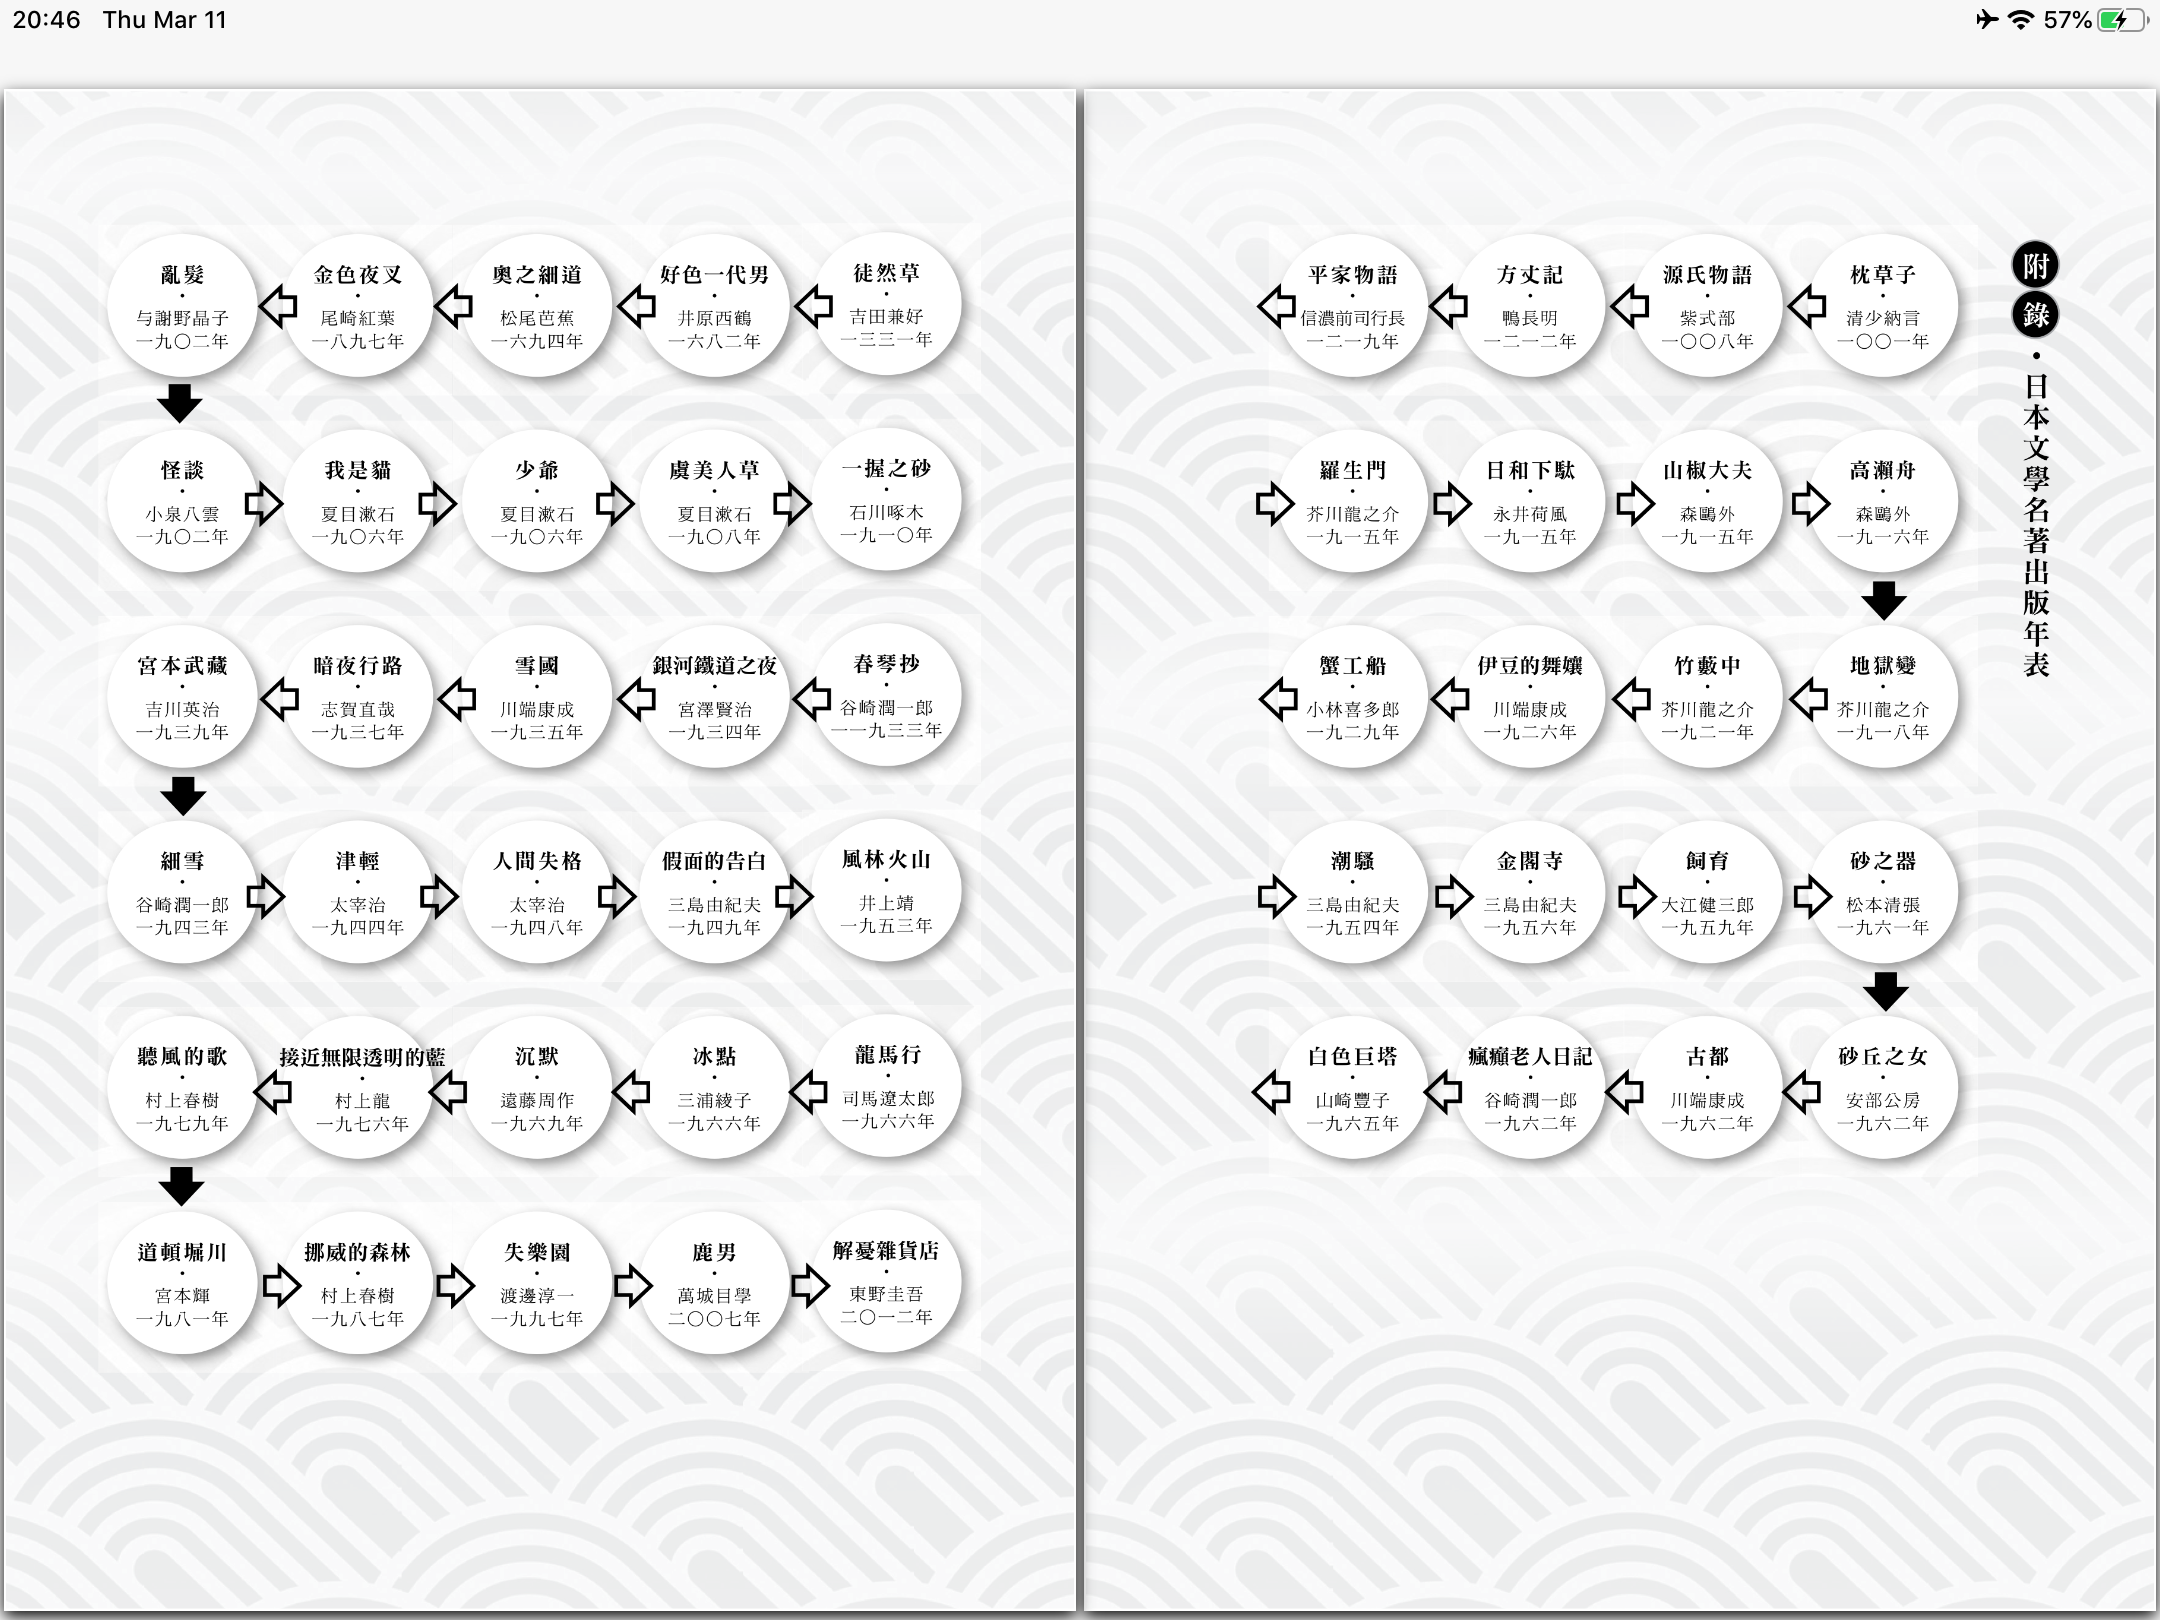 20:46 Thu Mar 11
57%
附錄・日本文學名著出版年表
枕草子
・
清少納言
一〇〇一年
源氏物語
・
紫式部
一〇〇八年
方丈記
・
鴨長明
一二一二年
平家物語
・
信濃前司行長
一二一九年
徒然草
・
吉田兼好
一三三一年
好色一代男
・
井原西鶴
一六八二年
奧之細道
・
松尾芭蕉
一六九四年
金色夜叉
・
尾崎紅葉
一八九七年
亂髮
・
与謝野晶子
一九〇二年
怪談
・
小泉八雲
一九〇二年
我是貓
・
夏目漱石
一九〇六年
少爺
・
夏目漱石
一九〇六年
虞美人草
・
夏目漱石
一九〇八年
一握之砂
・
石川啄木
一九一〇年
羅生門
・
芥川龍之介
一九一五年
日和下駄
・
永井荷風
一九一五年
山椒大夫
・
森鷗外
一九一五年
高瀨舟
・
森鷗外
一九一六年
地獄變
・
芥川龍之介
一九一八年
竹藪中
・
芥川龍之介
一九二一年
伊豆的舞孃
・
川端康成
一九二六年
蟹工船
・
小林喜多郎
一九二九年
春琴抄
・
谷崎潤一郎
一一九三三年
銀河鐵道之夜
・
宮澤賢治
一九三四年
雪國
・
川端康成
一九三五年
暗夜行路
・
志賀直哉
一九三七年
宮本武藏
・
吉川英治
一九三九年
細雪
・
谷崎潤一郎
一九四三年
津輕
・
太宰治
一九四四年
人間失格
・
太宰治
一九四八年
假面的告白
・
三島由紀夫
一九四九年
風林火山
・
井上靖
一九五三年
潮騷
・
三島由紀夫
一九五四年
金閣寺
・
三島由紀夫
一九五六年
飼育
・
大江健三郎
一九五九年
砂之器
・
松本清張
一九六一年
砂丘之女
・
安部公房
一九六二年
古都
・
川端康成
一九六二年
瘋癲老人日記
・
谷崎潤一郎
一九六二年
白色巨塔
・
山崎豐子
一九六五年
龍馬行
・
司馬遼太郎
一九六六年
冰點
・
三浦綾子
一九六六年
沉默
・
遠藤周作
一九六九年
接近無限透明的藍
・
村上龍
一九七六年
聽風的歌
・
村上春樹
一九七九年
道頓堀川
・
宮本輝
一九八一年
挪威的森林
・
村上春樹
一九八七年
失樂園
・
渡邊淳一
一九九七年
鹿男
・
萬城目學
二〇〇七年
解憂雜貨店
・
東野圭吾
二〇一二年